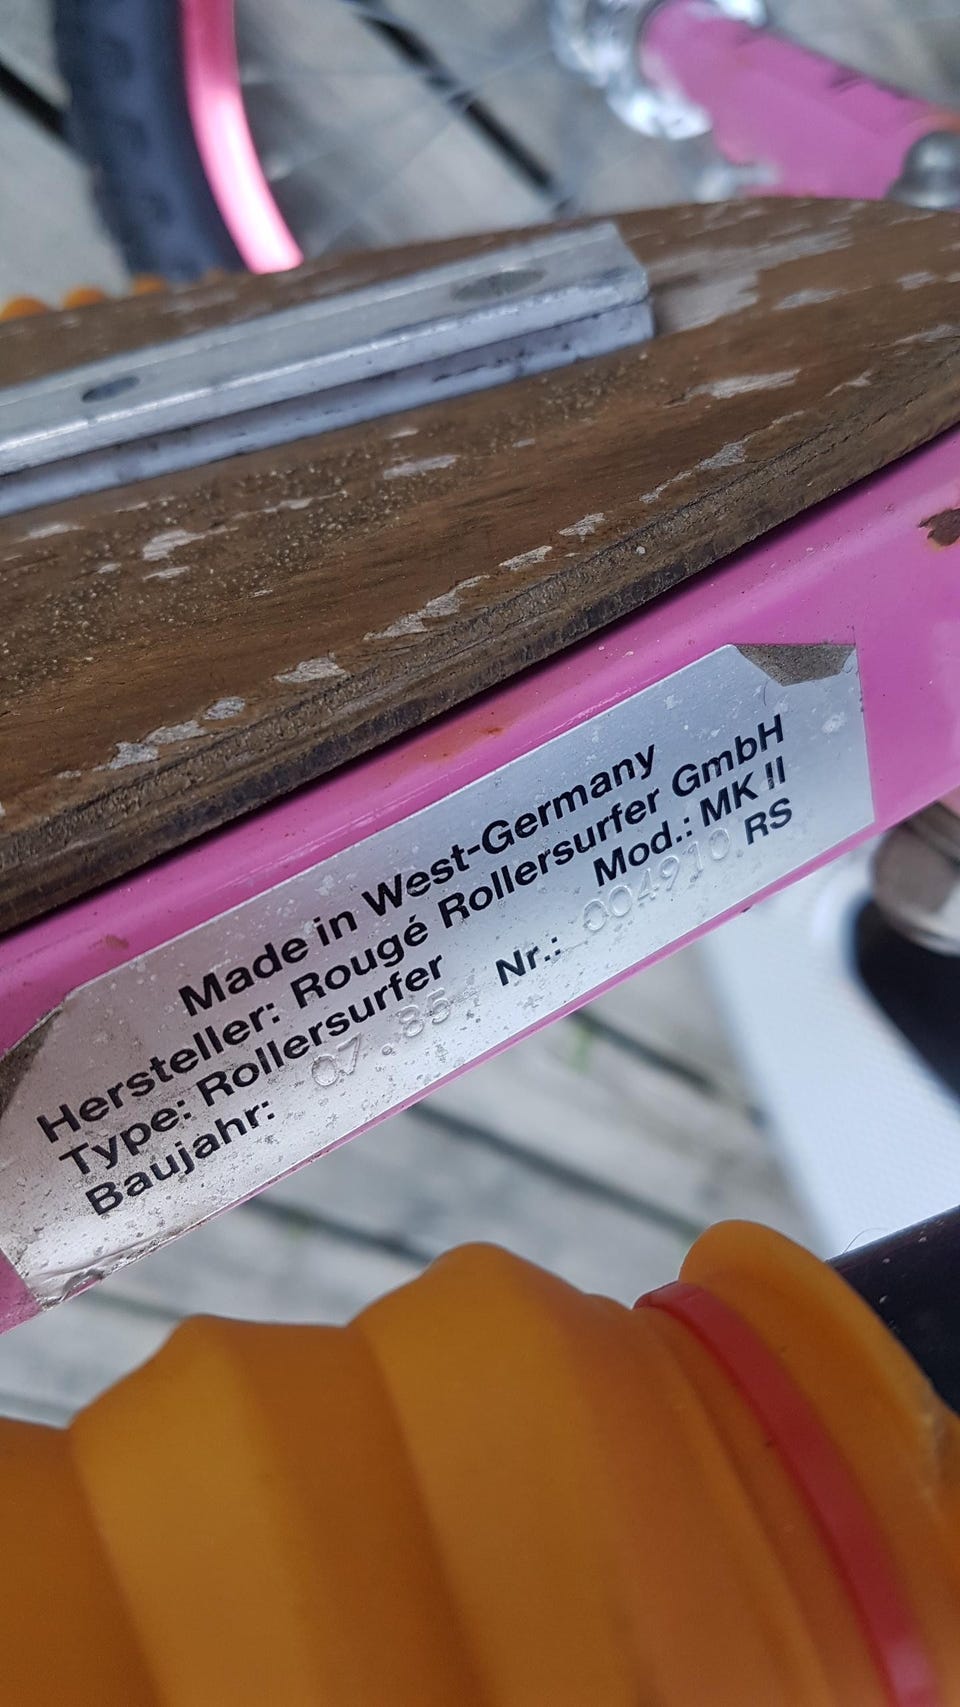 Made in West-Germany
Hersteller: Rougé Rollersurfer GmbH
Type: Rollersurfer Mod.: MK II
Baujahr: 07.85 Nr.: 004910 RS